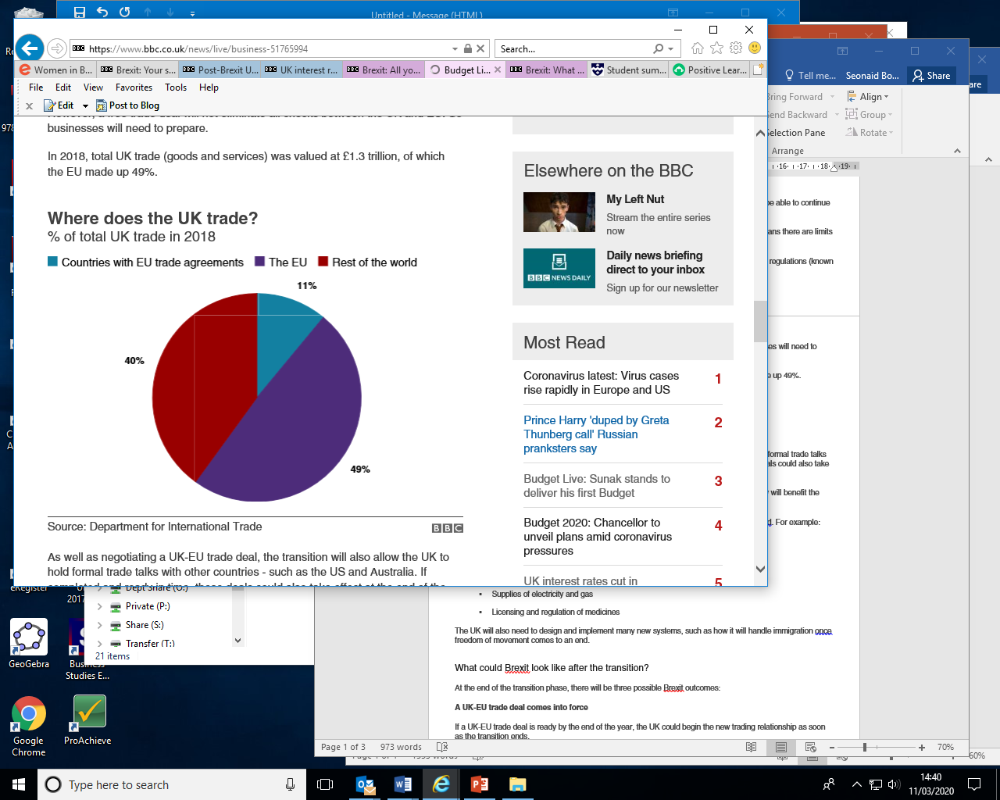 Untitled - Message (HTML)
https://www.bbc.co.uk/news/live/business-51765994
Search...
Women in B...
BBC Brexit: Your s...
BBC Post-Brexit U...
BBC UK interest r...
BBC Brexit: All yo...
Budget Li...
BBC Brexit: What ...
Student sum...
Positive Lear...
File Edit View Favorites Tools Help
Edit Post to Blog
businesses will need to prepare.
In 2018, total UK trade (goods and services) was valued at £1.3 trillion, of which
the EU made up 49%.
Where does the UK trade?
% of total UK trade in 2018
Countries with EU trade agreements The EU Rest of the world
11%
40%
49%
Source: Department for International Trade
BBC
As well as negotiating a UK-EU trade deal, the transition will also allow the UK to
hold formal trade talks with other countries - such as the US and Australia. If
Elsewhere on the BBC
My Left Nut
Stream the entire series
now
BBC NEWS DAILY
Daily news briefing
direct to your inbox
Sign up for our newsletter
Most Read
Coronavirus latest: Virus cases
rise rapidly in Europe and US
1
Prince Harry 'duped by Greta
Thunberg call' Russian
pranksters say
2
Budget Live: Sunak stands to
deliver his first Budget
3
Budget 2020: Chancellor to
unveil plans amid coronavirus
pressures
4
UK interest rates cut in
5
Tell me...
Seonaid Bo...
Share
are
Bring Forward
Send Backward
Selection Pane
Align
Group
Rotate
Arrange
16 17 18 19
be able to continue
ans there are limits
regulations (known
es will need to
e up 49%.
formal trade talks
als could also take
will benefit the
d. For example:
Dept Share (O:)
Private (P:)
Share (S:)
Transfer (T:)
21 items
Supplies of electricity and gas
Licensing and regulation of medicines
The UK will also need to design and implement many new systems, such as how it will handle immigration once
freedom of movement comes to an end.
What could Brexit look like after the transition?
At the end of the transition phase, there will be three possible Brexit outcomes:
A UK-EU trade deal comes into force
If a UK-EU trade deal is ready by the end of the year, the UK could begin the new trading relationship as soon
as the transition ends.
Page 1 of 3 973 words
70%
60%
eRegister
2017
GeoGebra
Business
Studies E...
Google
Chrome
ProAchieve
Type here to search
14:40
11/03/2020